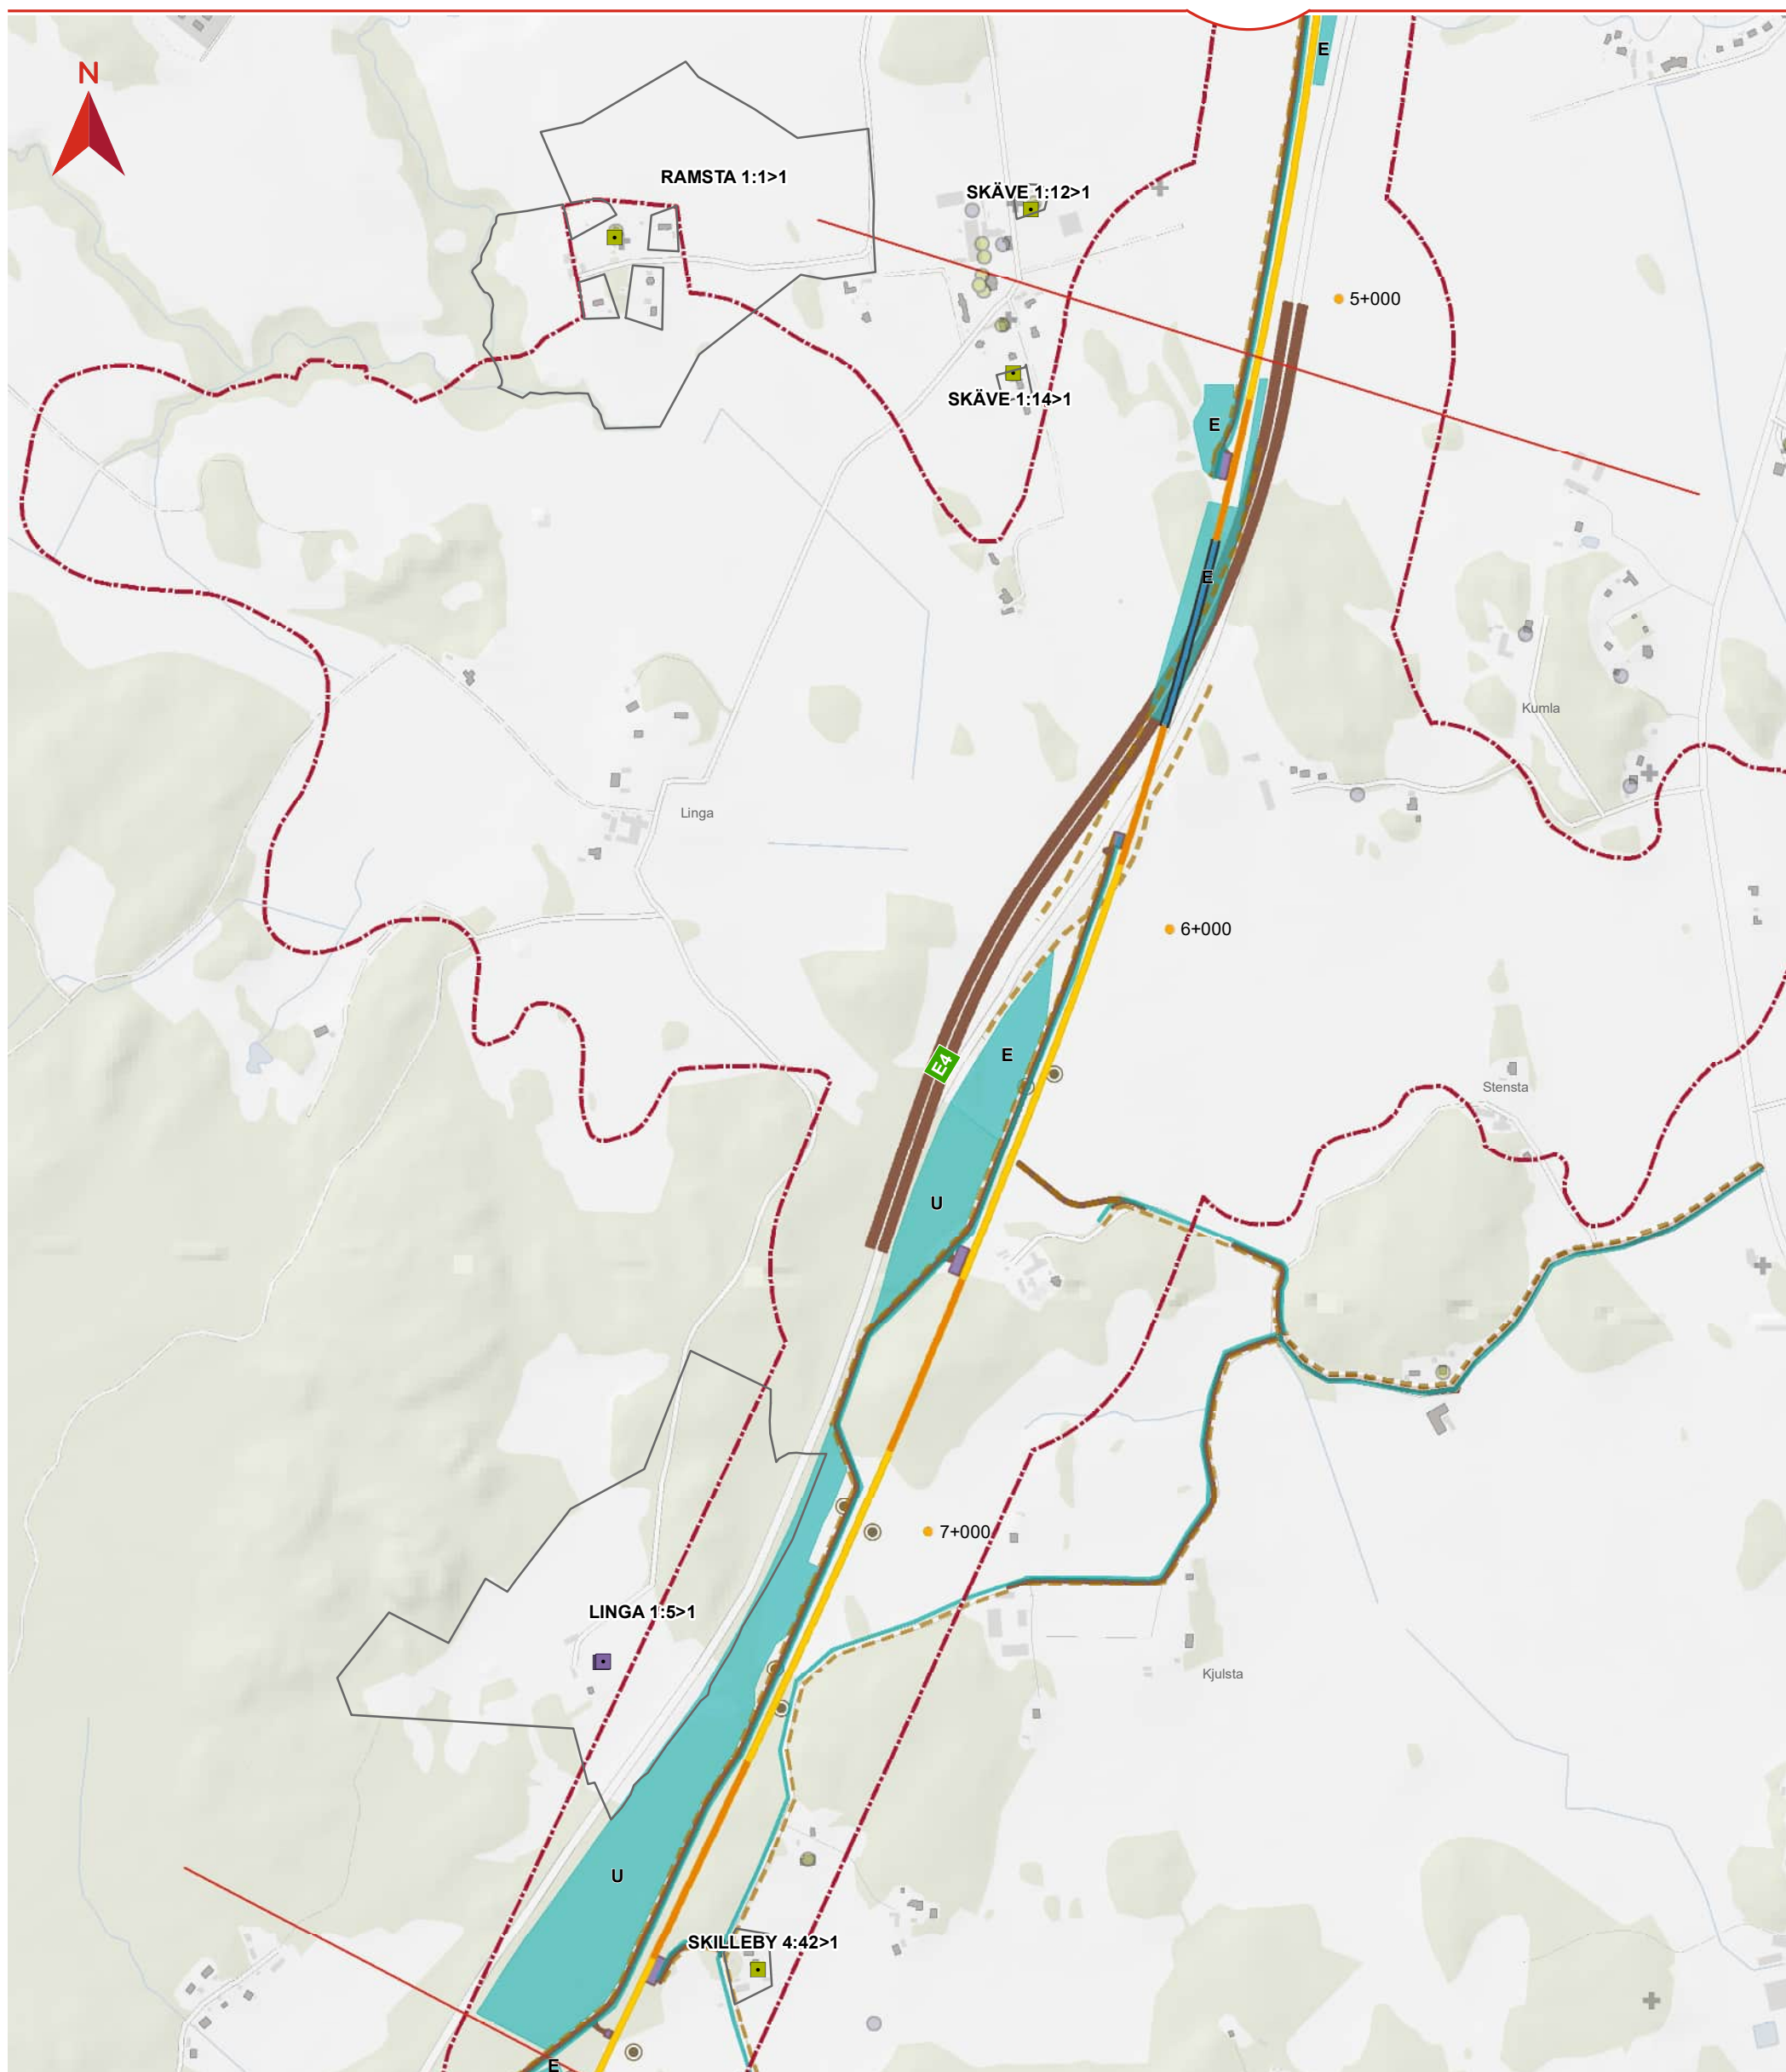 E
N
RAMSTA 1:1>1
SKÄVE 1:12>1
5+000
SKÄVE 1:14>1
E
E
Kumla
Linga
6+000
E
E4
Stensta
U
7+000
LINGA 1:5>1
Kjulsta
U
SKILLEBY 4:42>1
E